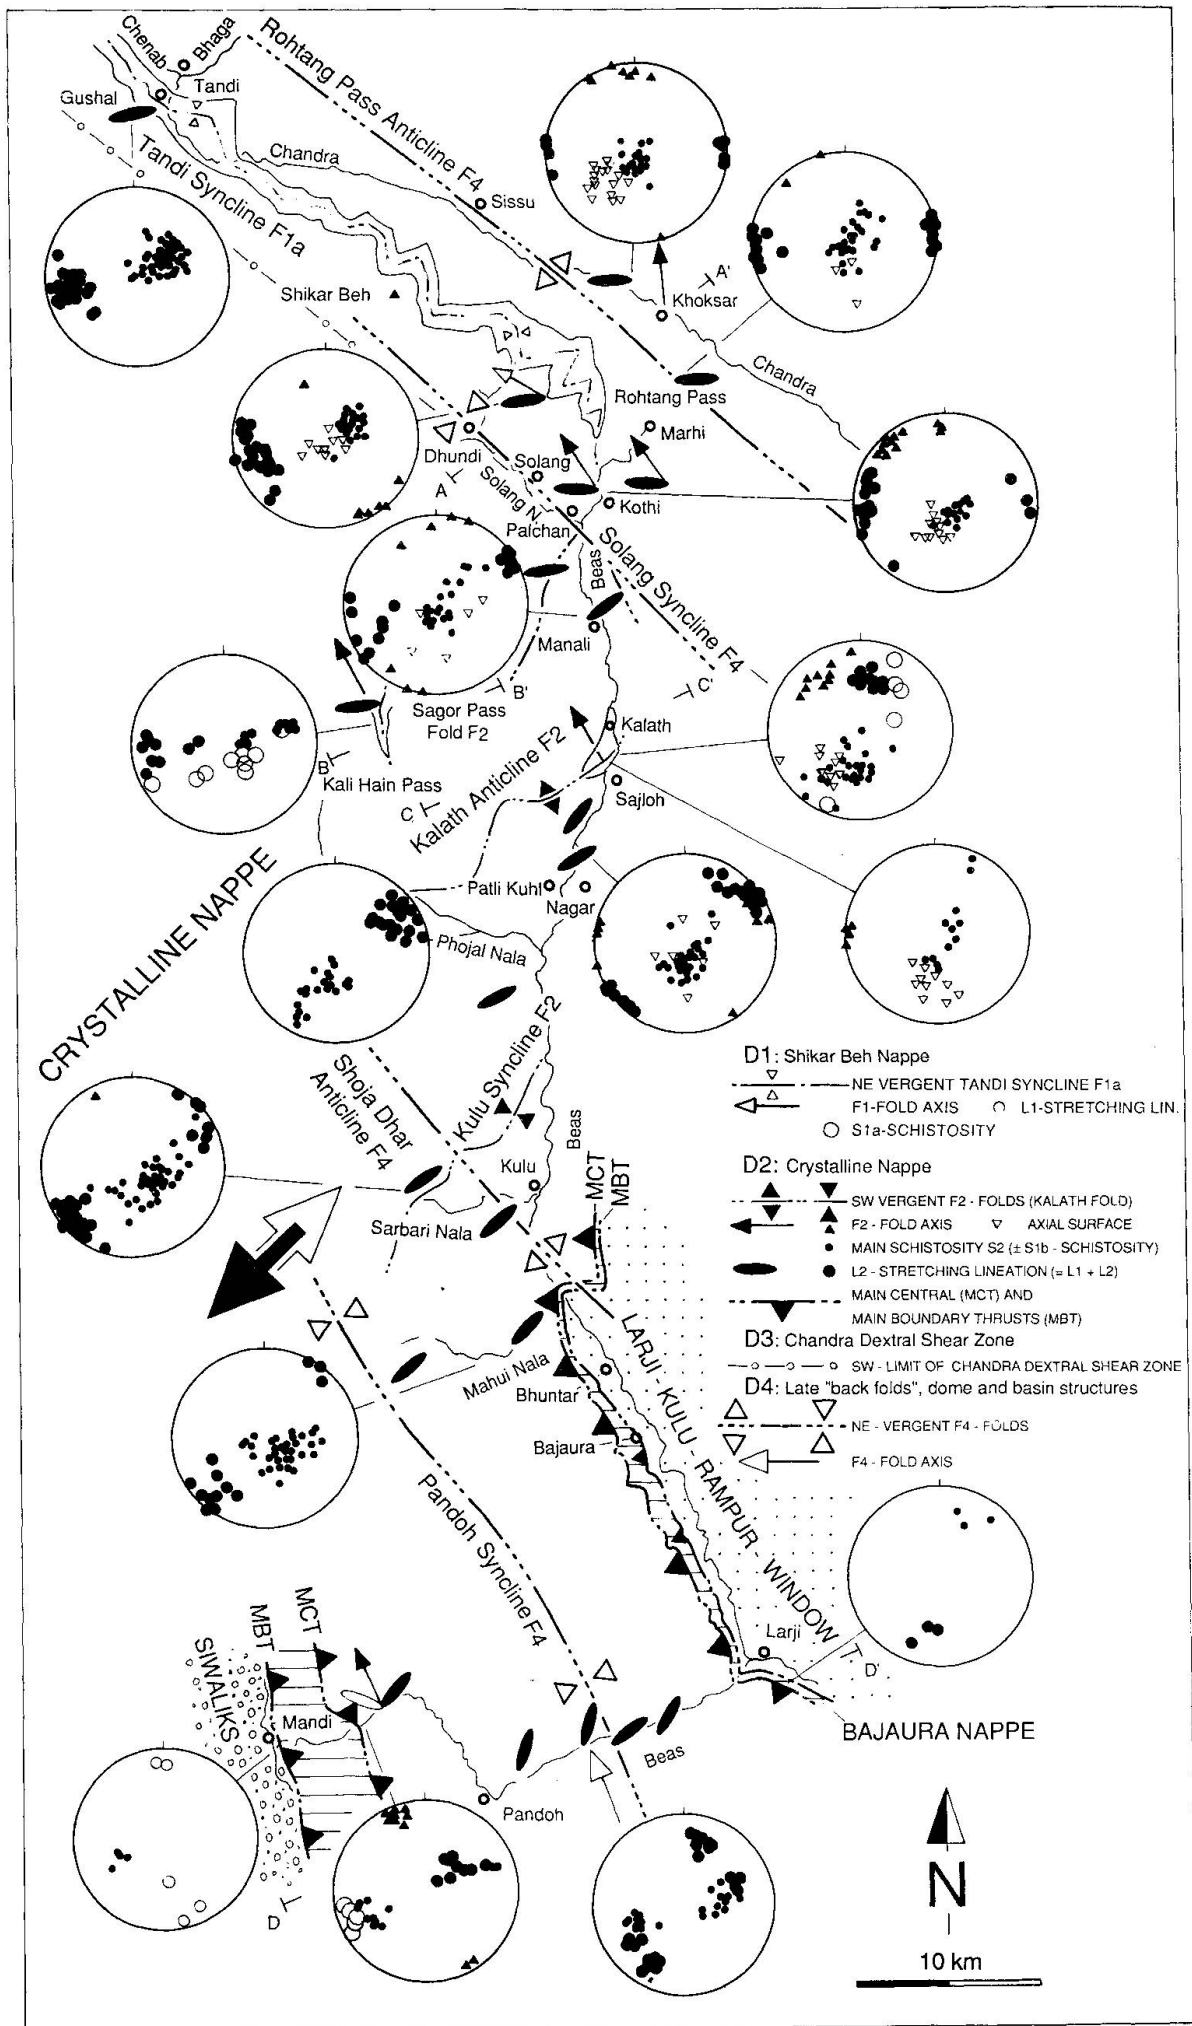 Chenab
Bhaga
Rohtang Pass Anticline F4
Tandi
Gushal
Tandi Syncline F1a
Chandra
Sissu
Shikar Beh
A'
Khoksar
Chandra
Rohtang Pass
Marhi
Dhundi
A
Solang
Solang N.
Kothi
Palchan
Solang Syncline F4
Beas
Manali
B'
C'
Sagor Pass
Fold F2
Kalath
Kalath Anticline F2
B
Kali Hain Pass
C
Sajloh
CRYSTALLINE NAPPE
Patli Kuhl
Nagar
Phojal Nala
Kulu Syncline F2
Shoja Dhar
Anticline F4
Beas
Kulu
MCT
MBT
Sarbari Nala
D1: Shikar Beh Nappe
NE VERGENT TANDI SYNCLINE F1a
F1-FOLD AXIS
L1-STRETCHING LIN.
S1a-SCHISTOSITY
D2: Crystalline Nappe
SW VERGENT F2 - FOLDS (KALATH FOLD)
F2 - FOLD AXIS
AXIAL SURFACE
MAIN SCHISTOSITY S2 (± S1b - SCHISTOSITY)
L2 - STRETCHING LINEATION (= L1 + L2)
MAIN CENTRAL (MCT) AND
MAIN BOUNDARY THRUSTS (MBT)
D3: Chandra Dextral Shear Zone
SW - LIMIT OF CHANDRA DEXTRAL SHEAR ZONE
D4: Late "back folds", dome and basin structures
NE - VERGENT F4 - FOLDS
F4 - FOLD AXIS
LARJI - KULU - RAMPUR - WINDOW
Mahui Nala
Bhuntar
Bajaura
Pandoh Syncline F4
MCT
MBT
SIWALIKS
Larji
D'
Mandi
BAJAURA NAPPE
Beas
Pandoh
D
N
10 km